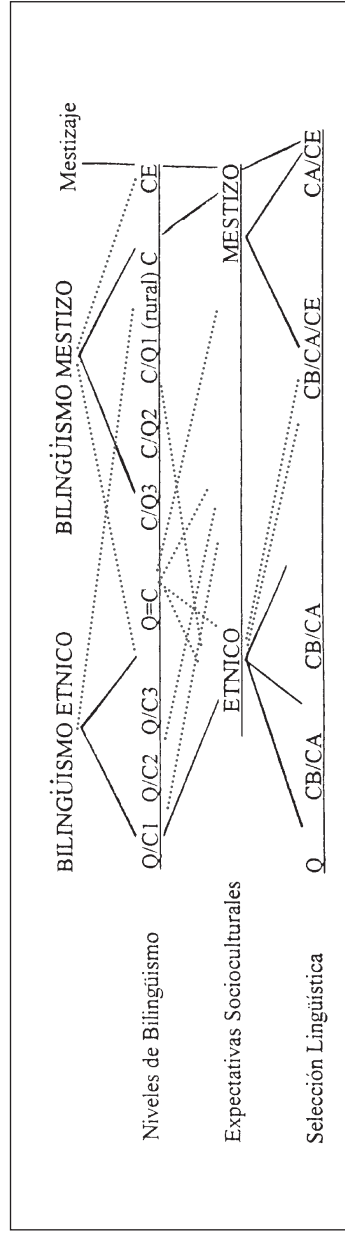 BILINGÜISMO ETNICO BILINGÜISMO MESTIZO Mestizaje
Niveles de Bilingüismo Q/C1 Q/C2 Q/C3 Q=C C/Q3 C/Q2 C/Q1 (rural) C CE
Expectativas Socioculturales ETNICO MESTIZO
Selección Lingüística Q CB/CA CB/CA CB/CA/CE CA/CE